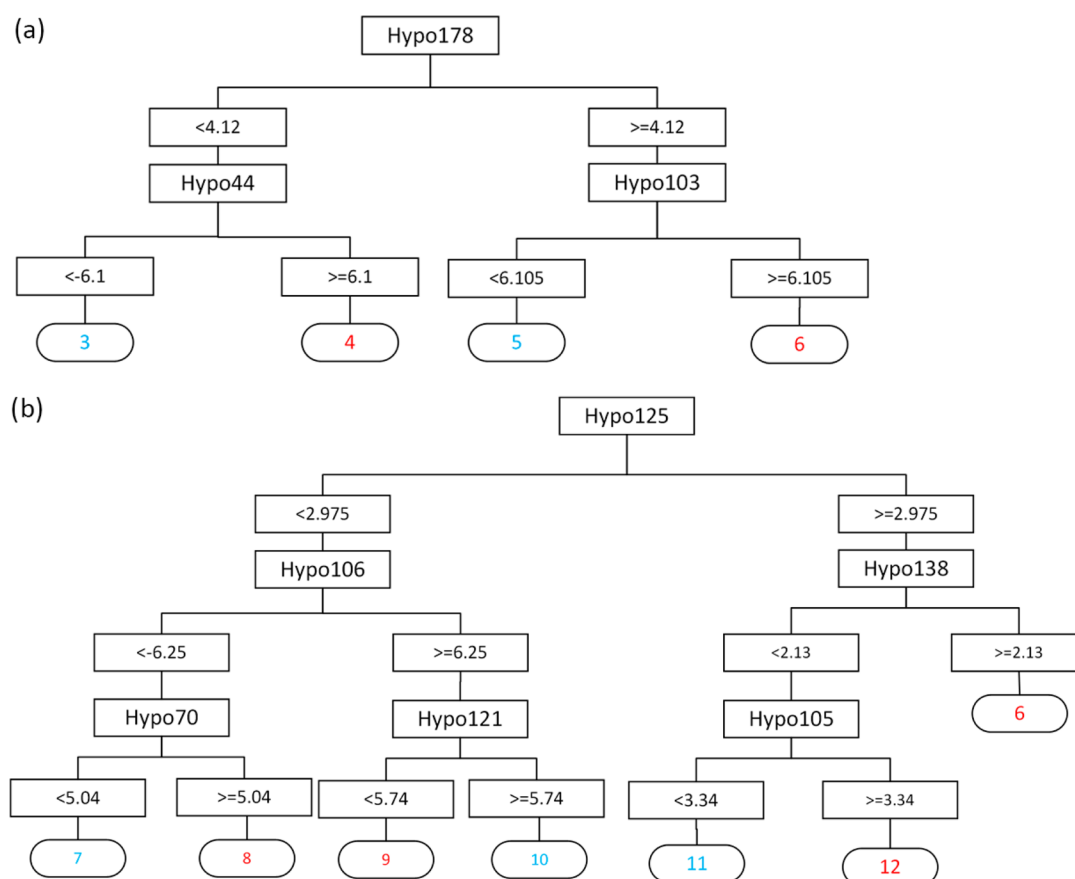 (a)
Hypo178
<4.12 >=4.12
Hypo44 Hypo103
<-6.1 >=6.1 <6.105 >=6.105
3 4 5 6
(b)
Hypo125
<2.975 >=2.975
Hypo106 Hypo138
<-6.25 >=6.25 <2.13 >=2.13
Hypo70 Hypo121 Hypo105 6
<5.04 >=5.04 <5.74 >=5.74 <3.34 >=3.34
7 8 9 10 11 12